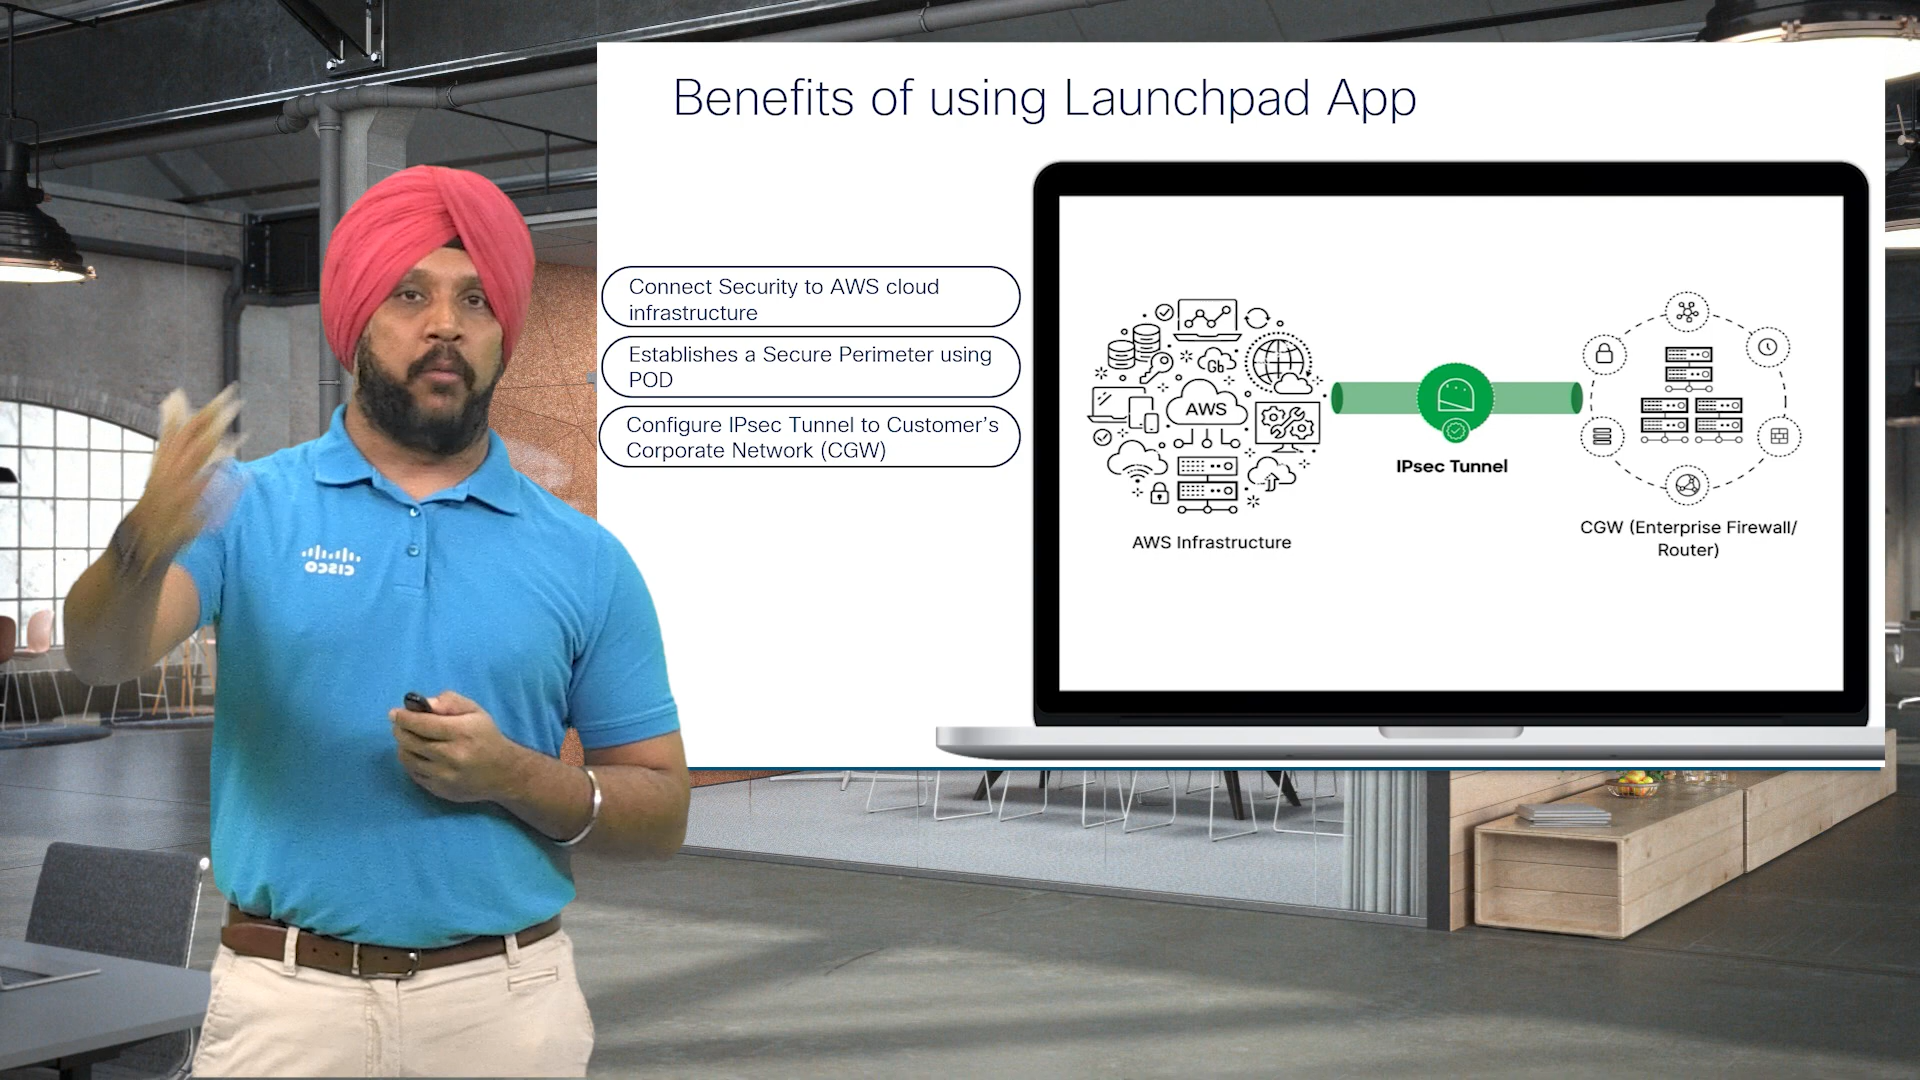 Benefits of using Launchpad App
Connect Security to AWS cloud
infrastructure
Establishes a Secure Perimeter using
POD
Configure IPsec Tunnel to Customer's
Corporate Network (CGW)
Gb
AWS
IPsec Tunnel
AWS Infrastructure
CGW (Enterprise Firewall/
Router)
CISCO